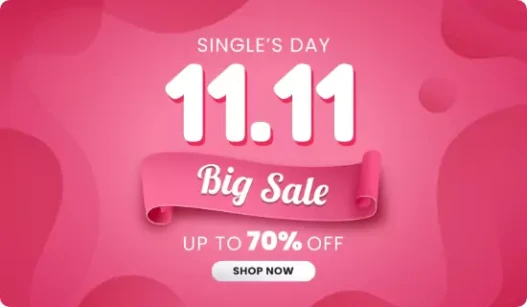 SINGLE'S DAY
11.11
Big Sale
UP TO 70% OFF
SHOP NOW